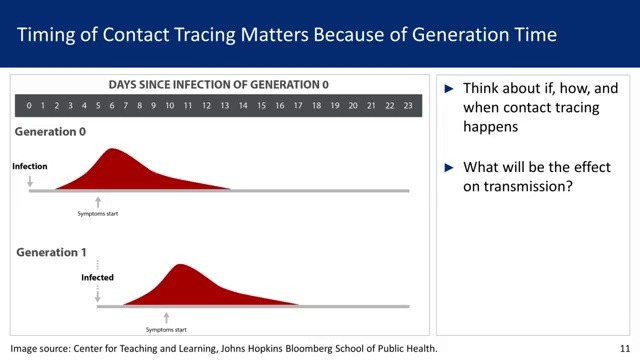 Timing of Contact Tracing Matters Because of Generation Time
DAYS SINCE INFECTION OF GENERATION 0
0 1 2 3 4 5 6 7 8 9 10 11 12 13 14 15 16 17 18 19 20 21 22 23
Generation 0
Infection
Symptoms start
Generation 1
Infected
Symptoms start
► Think about if, how, and
when contact tracing
happens
► What will be the effect
on transmission?
Image source: Center for Teaching and Learning, Johns Hopkins Bloomberg School of Public Health.
11